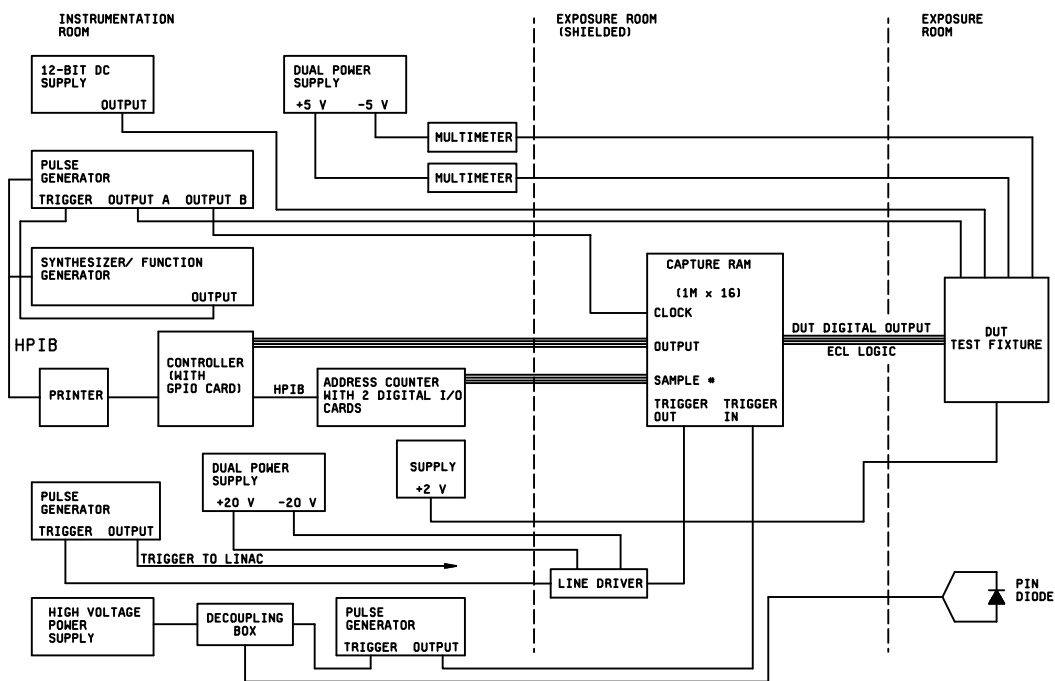 INSTRUMENTATION
ROOM
EXPOSURE ROOM
(SHIELDED)
EXPOSURE
ROOM
12-BIT DC
SUPPLY
OUTPUT
DUAL POWER
SUPPLY
+5 V -5 V
MULTIMETER
MULTIMETER
PULSE
GENERATOR
TRIGGER OUTPUT A OUTPUT B
SYNTHESIZER/ FUNCTION
GENERATOR
OUTPUT
CAPTURE RAM
(1M x 16)
CLOCK
OUTPUT
SAMPLE #
TRIGGER
OUT
TRIGGER
IN
DUT DIGITAL OUTPUT
ECL LOGIC
DUT
TEST FIXTURE
HPIB
PRINTER
CONTROLLER
(WITH
GPIO CARD)
HPIB
ADDRESS COUNTER
WITH 2 DIGITAL I/O
CARDS
DUAL POWER
SUPPLY
+20 V -20 V
SUPPLY
+2 V
PULSE
GENERATOR
TRIGGER OUTPUT
TRIGGER TO LINAC
LINE DRIVER
PIN
DIODE
HIGH VOLTAGE
POWER
SUPPLY
DECOUPLING
BOX
PULSE
GENERATOR
TRIGGER OUTPUT